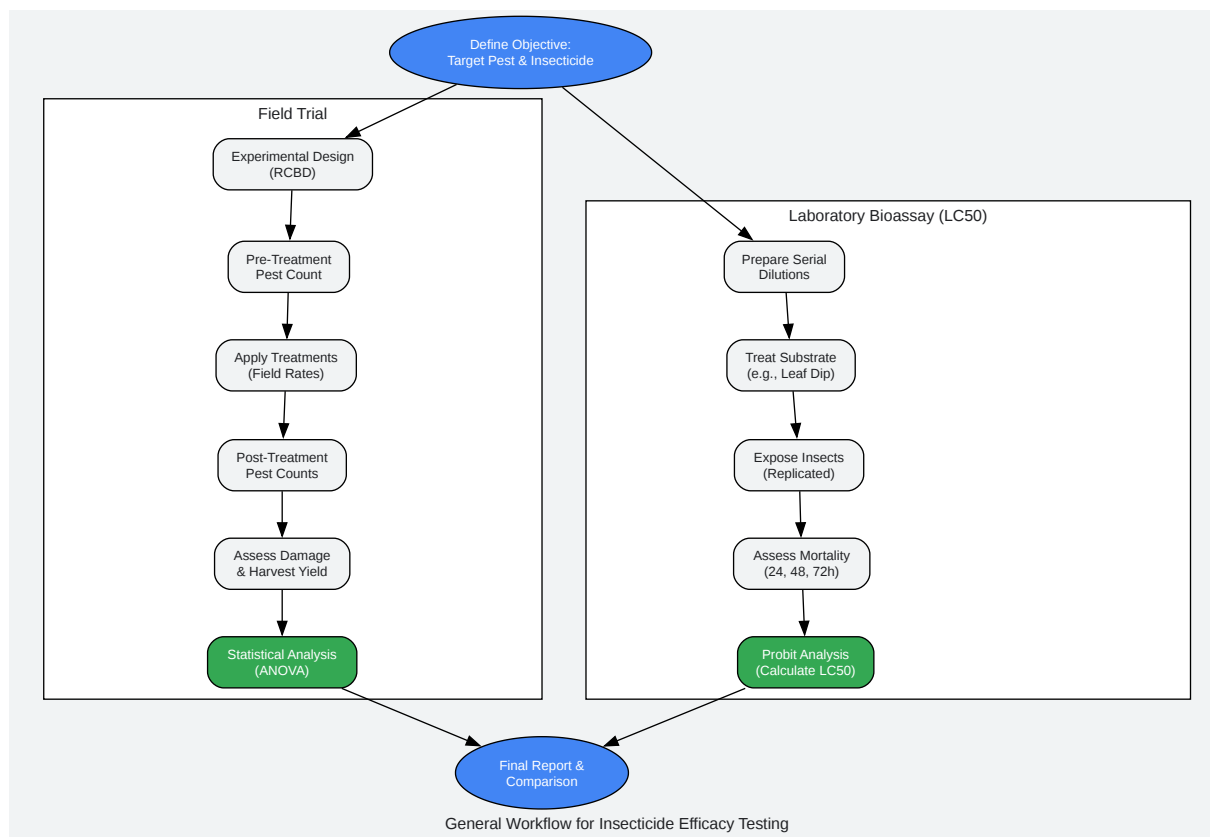 Define Objective:
Target Pest & Insecticide
Field Trial
Experimental Design
(RCBD)
Pre-Treatment
Pest Count
Apply Treatments
(Field Rates)
Post-Treatment
Pest Counts
Assess Damage
& Harvest Yield
Statistical Analysis
(ANOVA)
Laboratory Bioassay (LC50)
Prepare Serial
Dilutions
Treat Substrate
(e.g., Leaf Dip)
Expose Insects
(Replicated)
Assess Mortality
(24, 48, 72h)
Probit Analysis
(Calculate LC50)
Final Report &
Comparison
General Workflow for Insecticide Efficacy Testing